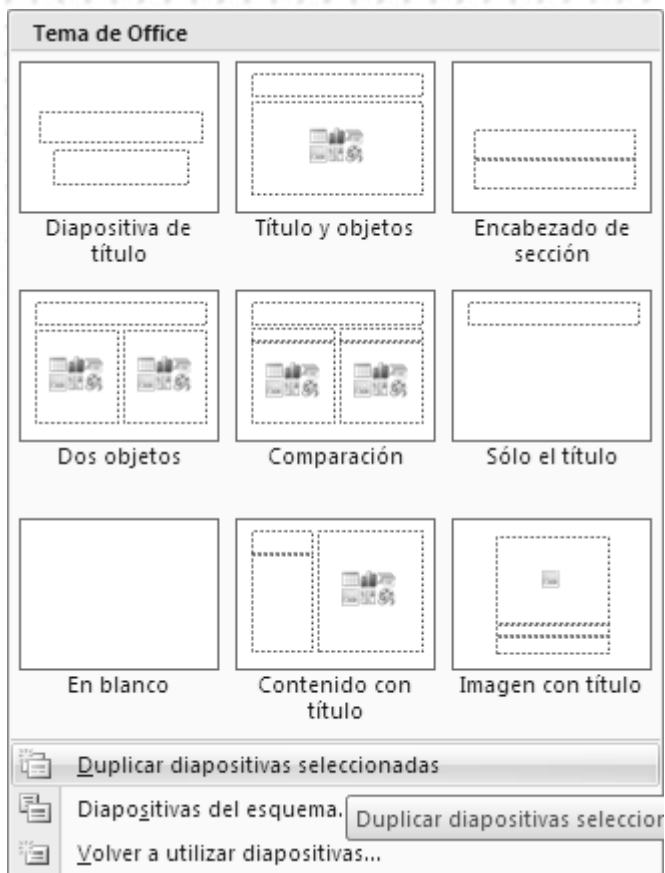 Tema de Office
Diapositiva de título
Título y objetos
Encabezado de sección
Dos objetos
Comparación
Sólo el título
En blanco
Contenido con título
Imagen con título
Duplicar diapositivas seleccionadas
Diapositivas del esquema.
Duplicar diapositivas seleccion
Volver a utilizar diapositivas...